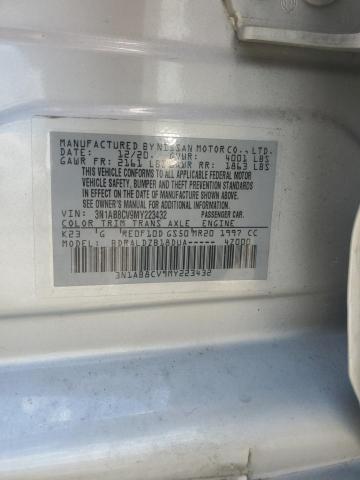 MANUFACTURED BY NISSAN MOTOR CO., LTD.
DATE: 12/20. GVWR: 4001 LBS
GAWR FR: 2161 LBS GAWR RR: 1863 LBS
THIS VEHICLE CONFORMS TO ALL APPLICABLE FEDERAL MOTOR
VEHICLE SAFETY, BUMPER AND THEFT PREVENTION STANDARDS IN
EFFECT ON THE DATE OF MANUFACTURE SHOWN ABOVE.
*SEE OWNER'S MANUAL FOR ADDITIONAL INFORMATION.
VIN: 3N1AB8CV9MY223432 PASSENGER CAR.
COLOR TRIM TRANS AXLE ENGINE
K23 G RE0F10D GS50 MR20 1997 CC
MODEL: BDRALDZB18DUA----- 4Z000
3N1AB8CV9MY223432